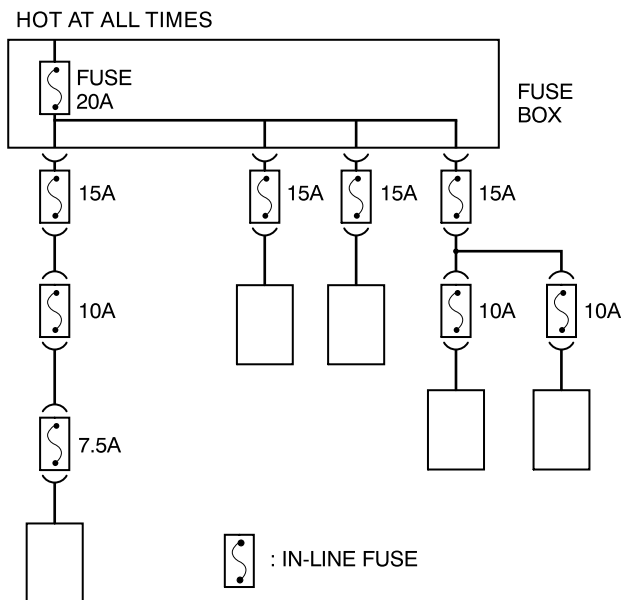 HOT AT ALL TIMES
FUSE
20A
FUSE
BOX
15A
15A
15A
15A
10A
10A
10A
7.5A
: IN-LINE FUSE